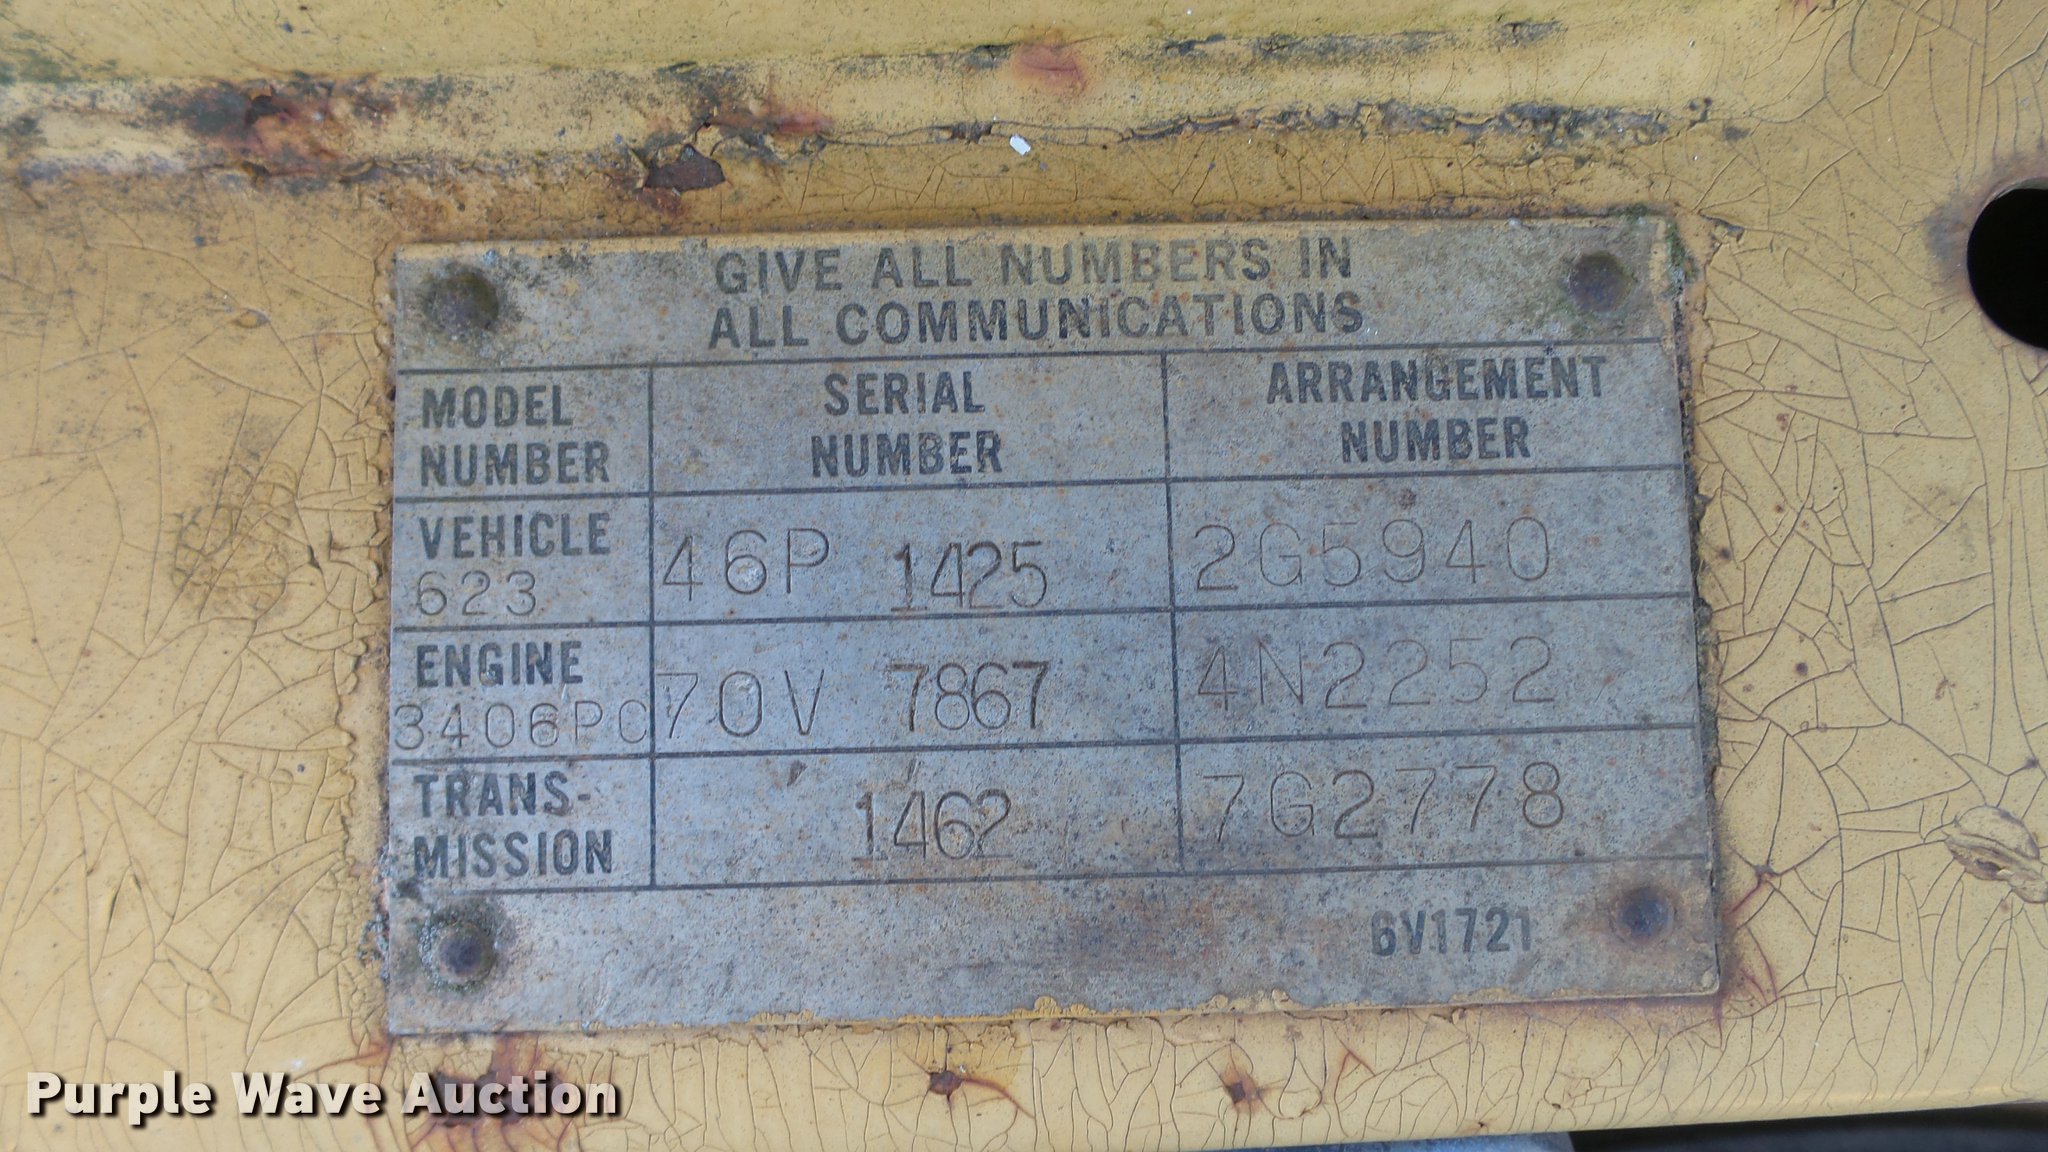 GIVE ALL NUMBERS IN
ALL COMMUNICATIONS
MODEL
NUMBER
SERIAL
NUMBER
ARRANGEMENT
NUMBER
VEHICLE
623
46P 1425
2G5940
ENGINE
3406PC
70V 7867
4N2252
TRANS-
MISSION
1462
7G2778
6V1721
Purple Wave Auction